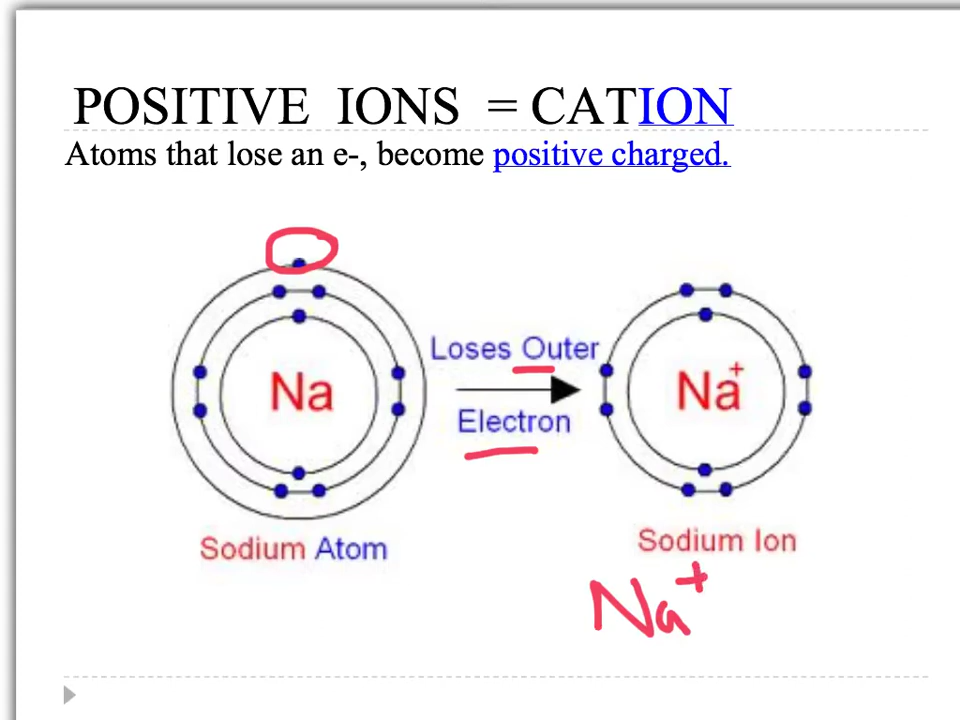 POSITIVE IONS = CATION
Atoms that lose an e-, become positive charged.
Loses Outer
Na
Na+
Electron
Sodium Atom
Sodium Ion
Na+